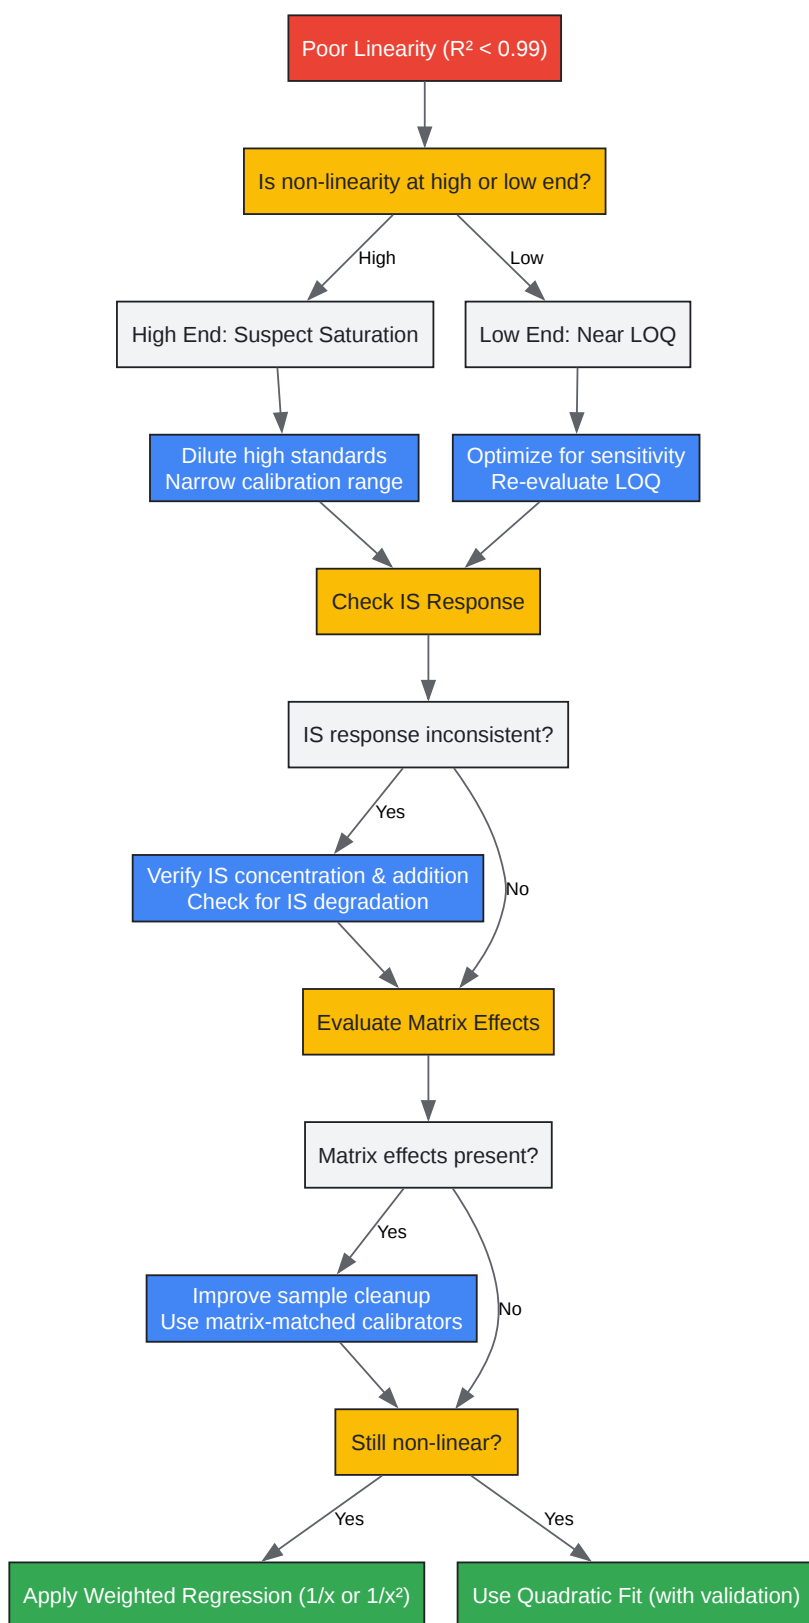 Poor Linearity (R² < 0.99)
Is non-linearity at high or low end?
High
Low
High End: Suspect Saturation
Low End: Near LOQ
Dilute high standards
Narrow calibration range
Optimize for sensitivity
Re-evaluate LOQ
Check IS Response
IS response inconsistent?
Yes
Verify IS concentration & addition
Check for IS degradation
No
Evaluate Matrix Effects
Matrix effects present?
Yes
Improve sample cleanup
Use matrix-matched calibrators
No
Still non-linear?
Yes
Yes
Apply Weighted Regression (1/x or 1/x²)
Use Quadratic Fit (with validation)